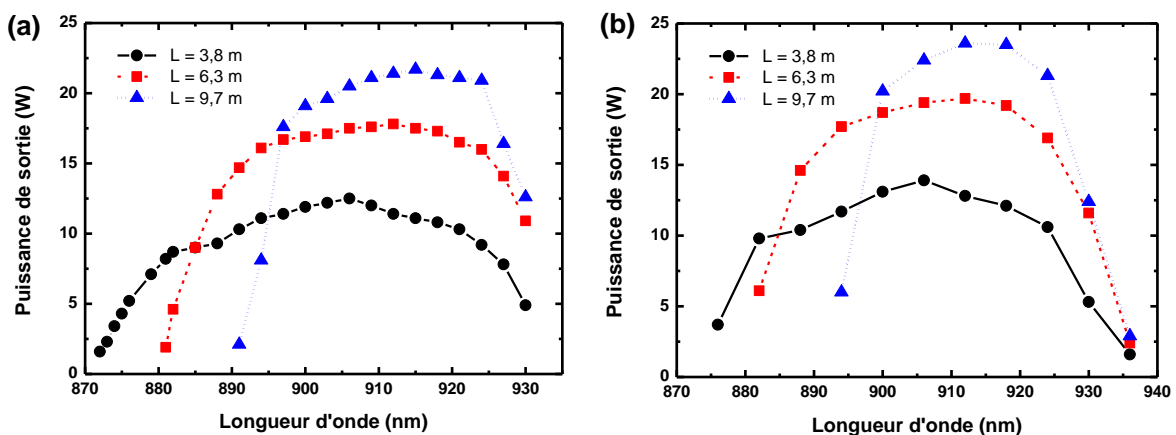 (a)
25
20
15
10
5
0
Puissance de sortie (W)
L = 3,8 m
L = 6,3 m
L = 9,7 m
870 880 890 900 910 920 930
Longueur d'onde (nm)
(b)
25
20
15
10
5
0
Puissance de sortie (W)
L = 3,8 m
L = 6,3 m
L = 9,7 m
870 880 890 900 910 920 930 940
Longueur d'onde (nm)